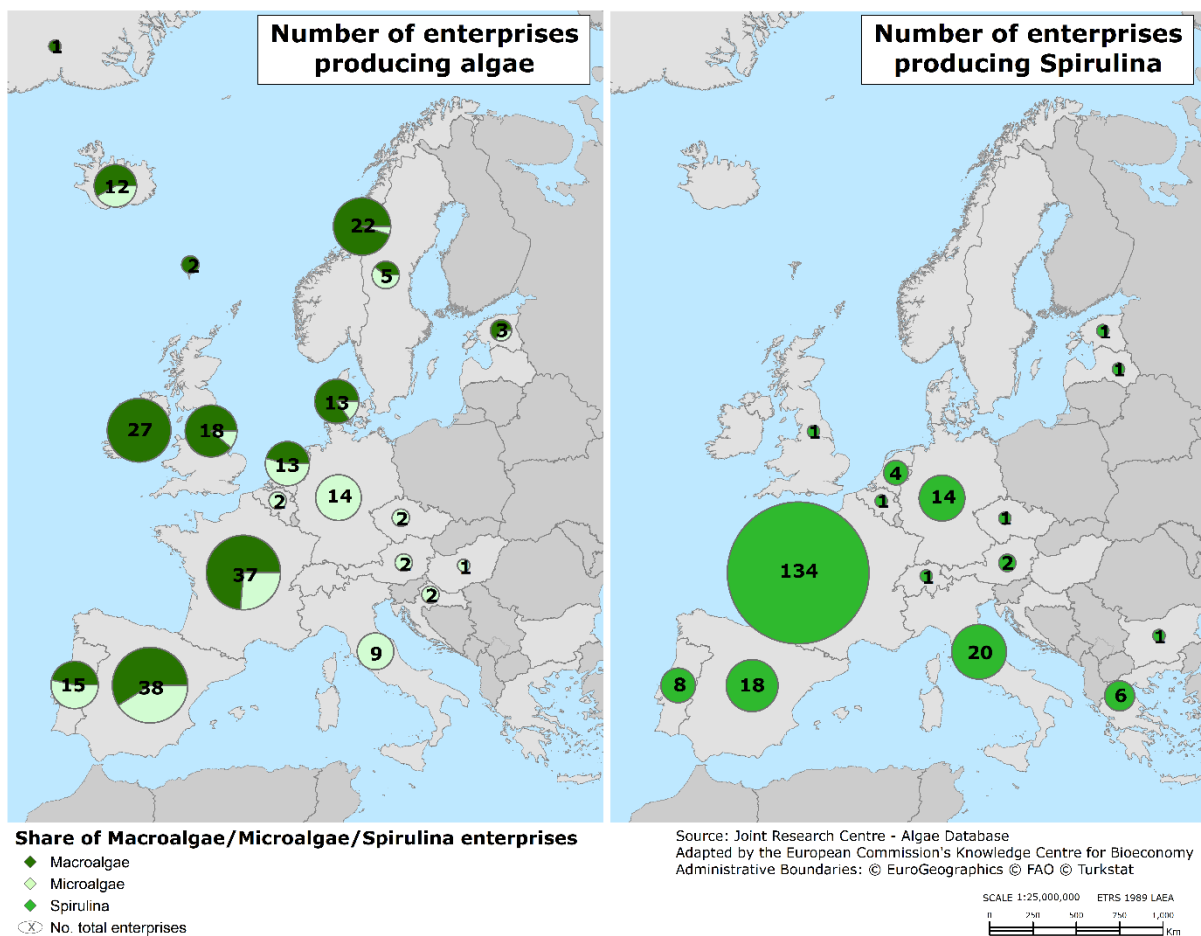 Number of enterprises
producing algae
1
12
2
22
5
3
13
27
18
13
2
14
2
37
2
1
2
9
15
38
Number of enterprises
producing Spirulina
1
1
1
4
1
14
1
134
1
2
1
20
8
18
6
Share of Macroalgae/Microalgae/Spirulina enterprises
Macroalgae
Microalgae
Spirulina
X No. total enterprises
Source: Joint Research Centre - Algae Database
Adapted by the European Commission's Knowledge Centre for Bioeconomy
Administrative Boundaries: © EuroGeographics © FAO © Turkstat
SCALE 1:25,000,000 ETRS 1989 LAEA
0 250 500 750 1,000
Km